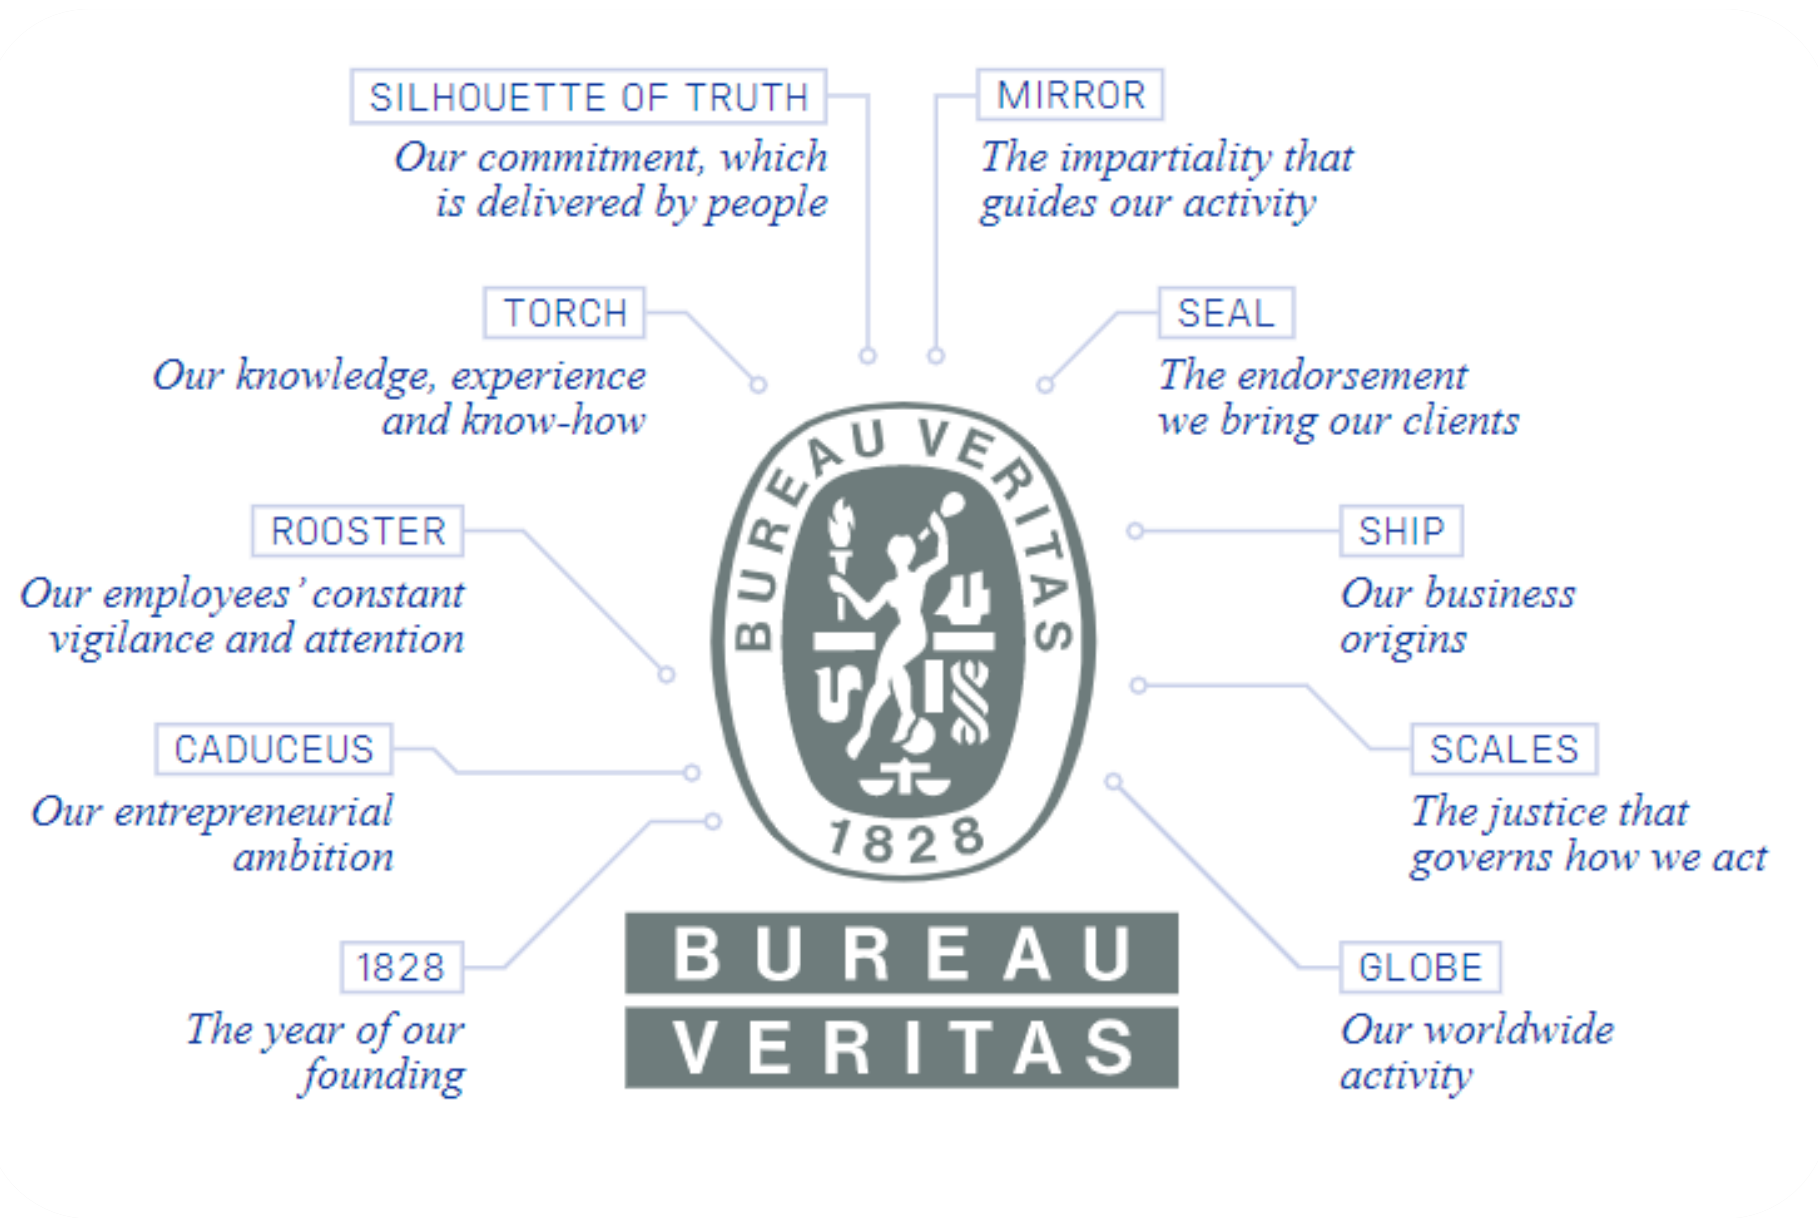 SILHOUETTE OF TRUTH
Our commitment, which
is delivered by people
MIRROR
The impartiality that
guides our activity
TORCH
Our knowledge, experience
and know-how
SEAL
The endorsement
we bring our clients
ROOSTER
Our employees’ constant
vigilance and attention
SHIP
Our business
origins
CADUCEUS
Our entrepreneurial
ambition
SCALES
The justice that
governs how we act
1828
The year of our
founding
GLOBE
Our worldwide
activity
BUREAU VERITAS
1828
BUREAU
VERITAS